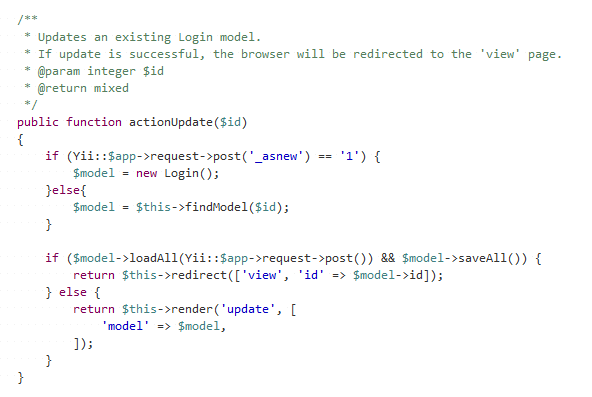 /**
 * Updates an existing Login model.
 * If update is successful, the browser will be redirected to the 'view' page.
 * @param integer $id
 * @return mixed
 */
public function actionUpdate($id)
{
    if (Yii::$app->request->post('_asnew') == '1') {
        $model = new Login();
    }else{
        $model = $this->findModel($id);
    }

    if ($model->loadAll(Yii::$app->request->post()) && $model->saveAll()) {
        return $this->redirect(['view', 'id' => $model->id]);
    } else {
        return $this->render('update', [
            'model' => $model,
        ]);
    }
}